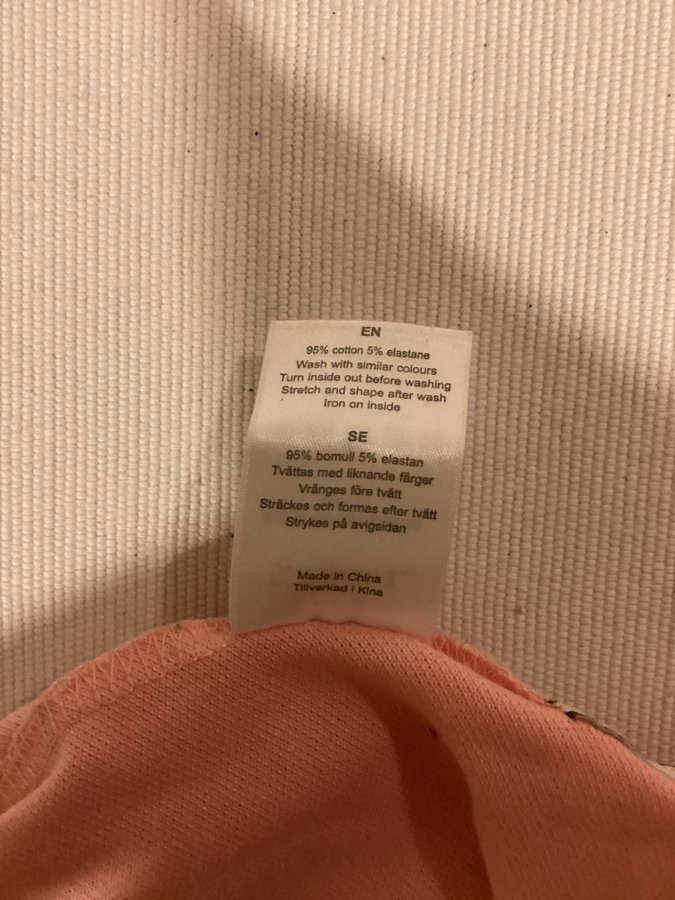 EN
95% cotton 5% elastane
Wash with similar colours
Turn inside out before washing
Stretch and shape after wash
Iron on inside
SE
95% bomull 5% elastan
Tvättas med liknande färger
Vränges före tvätt
Sträckes och formas efter tvätt
Strykes på avigsidan
Made in China
Tillverkad i Kina